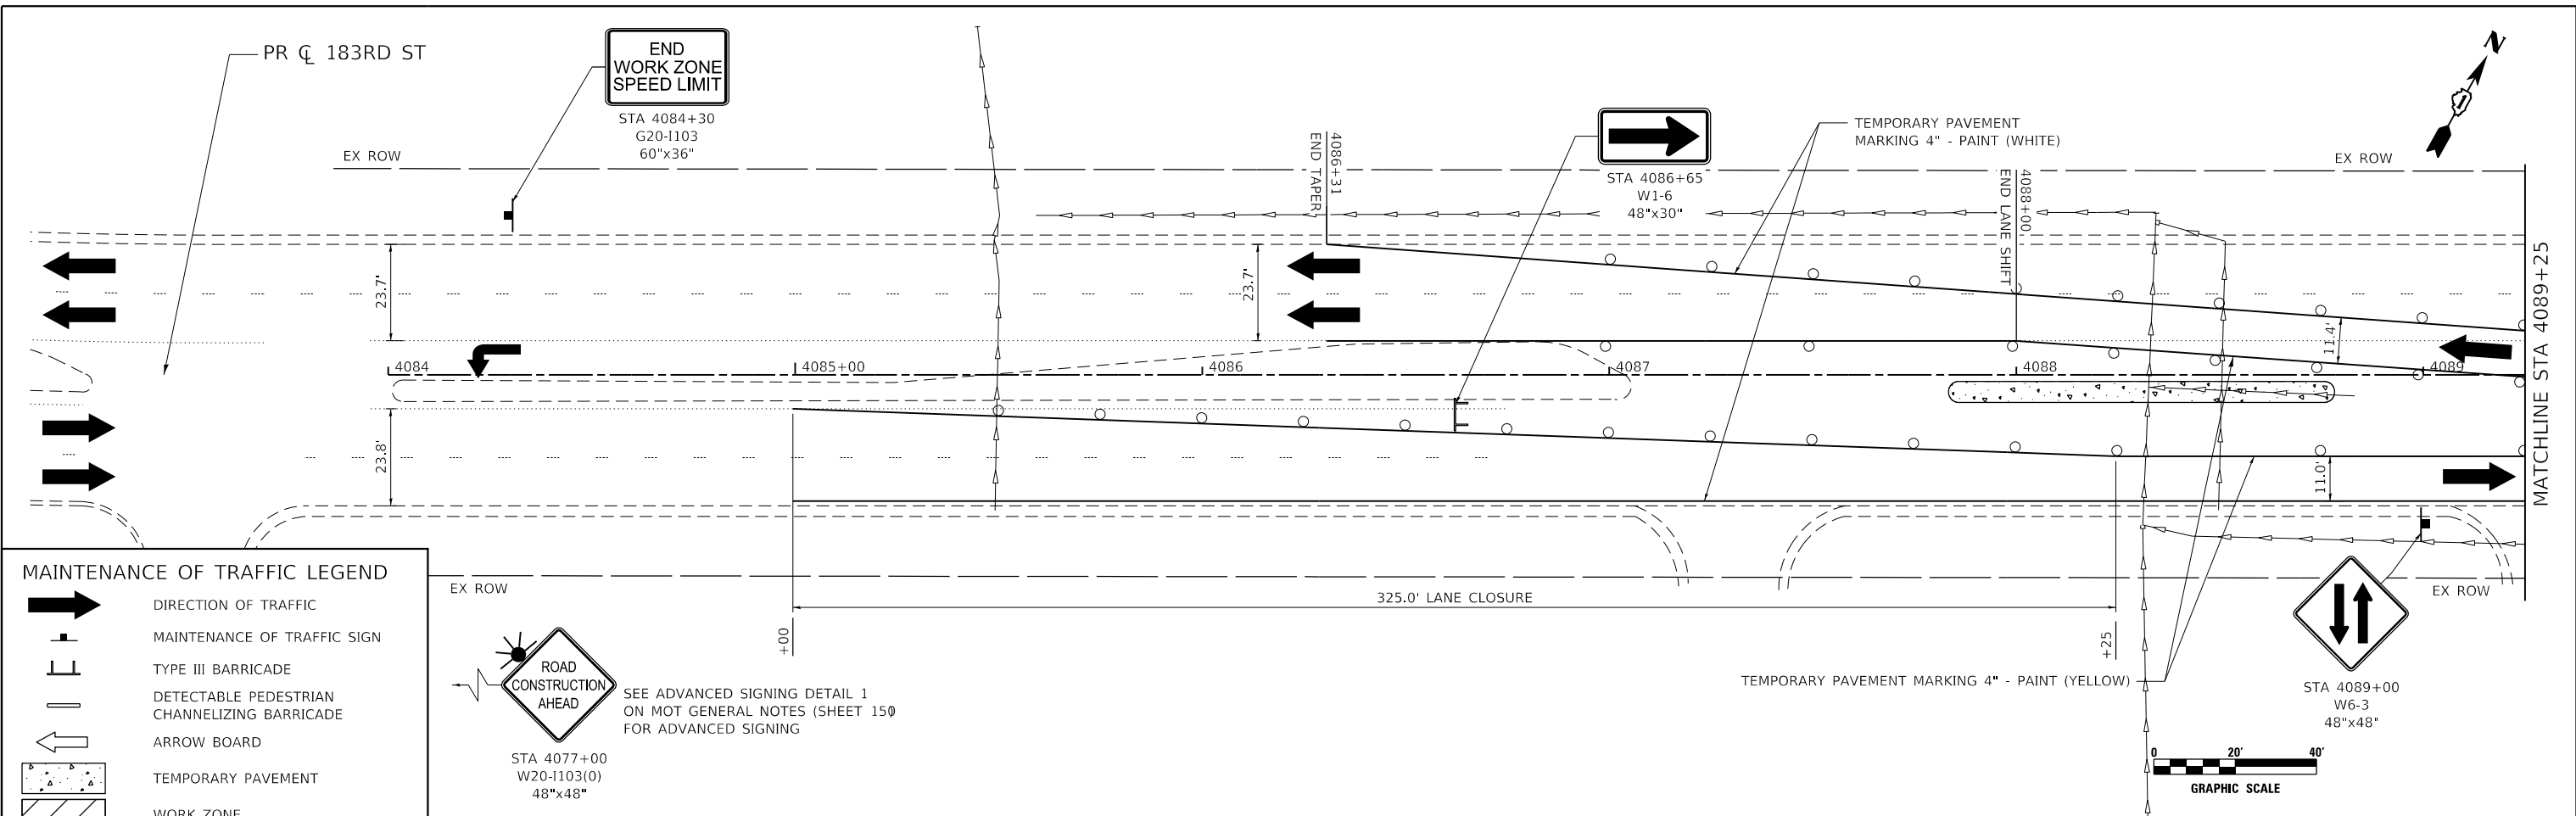 PR ℄ 183RD ST
END
WORK ZONE
SPEED LIMIT
STA 4084+30
G20-I103
60"x36"
EX ROW
4086+31
END TAPER
STA 4086+65
W1-6
48"x30"
TEMPORARY PAVEMENT
MARKING 4" - PAINT (WHITE)
4088+00
END LANE SHIFT
EX ROW
N
MATCHLINE STA 4089+25
23.7'
23.7'
11.4'
4084
4085+00
4086
4087
4088
4089
23.8'
11.0'
EX ROW
325.0' LANE CLOSURE
EX ROW
+00
+25
TEMPORARY PAVEMENT MARKING 4" - PAINT (YELLOW)
STA 4089+00
W6-3
48"x48"
ROAD
CONSTRUCTION
AHEAD
SEE ADVANCED SIGNING DETAIL 1
ON MOT GENERAL NOTES (SHEET 150)
FOR ADVANCED SIGNING
STA 4077+00
W20-I103(0)
48"x48"
0 20' 40'
GRAPHIC SCALE
MAINTENANCE OF TRAFFIC LEGEND
DIRECTION OF TRAFFIC
MAINTENANCE OF TRAFFIC SIGN
TYPE III BARRICADE
DETECTABLE PEDESTRIAN
CHANNELIZING BARRICADE
ARROW BOARD
TEMPORARY PAVEMENT
WORK ZONE